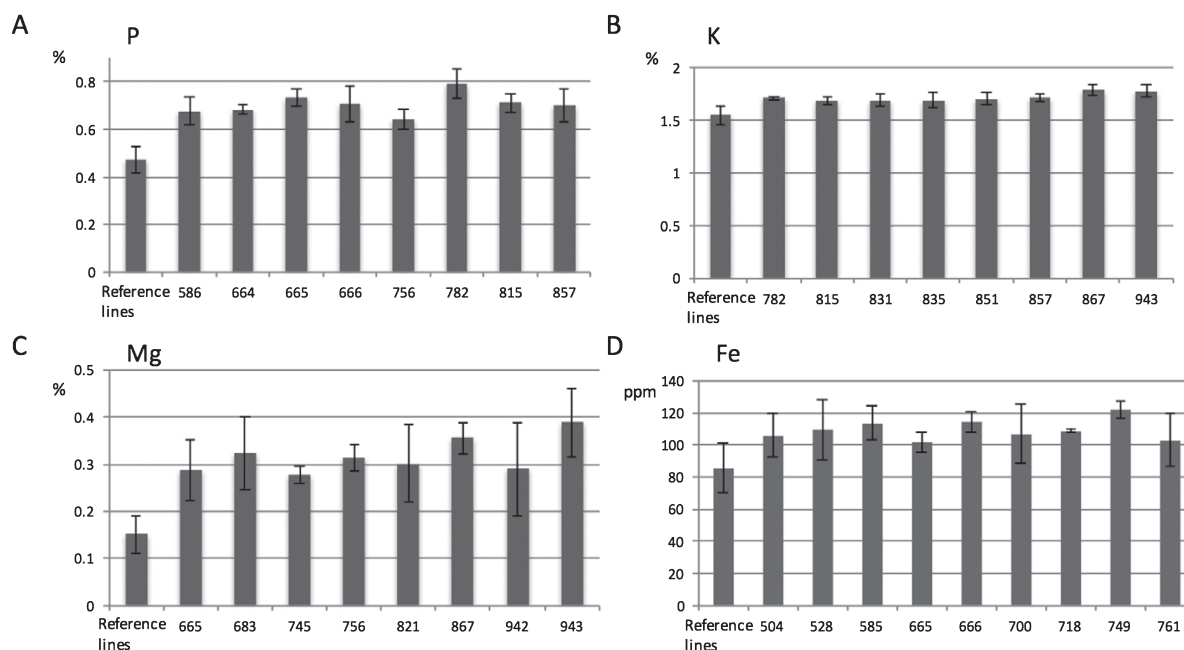 A
P
%
0.8
0.6
0.4
0.2
0
Reference lines 586 664 665 666 756 782 815 857
B
K
%
2
1.5
1
0.5
0
Reference lines 782 815 831 835 851 857 867 943
C
Mg
%
0.5
0.4
0.3
0.2
0.1
0
Reference lines 665 683 745 756 821 867 942 943
D
Fe
ppm
140
120
100
80
60
40
20
0
Reference lines 504 528 585 665 666 700 718 749 761